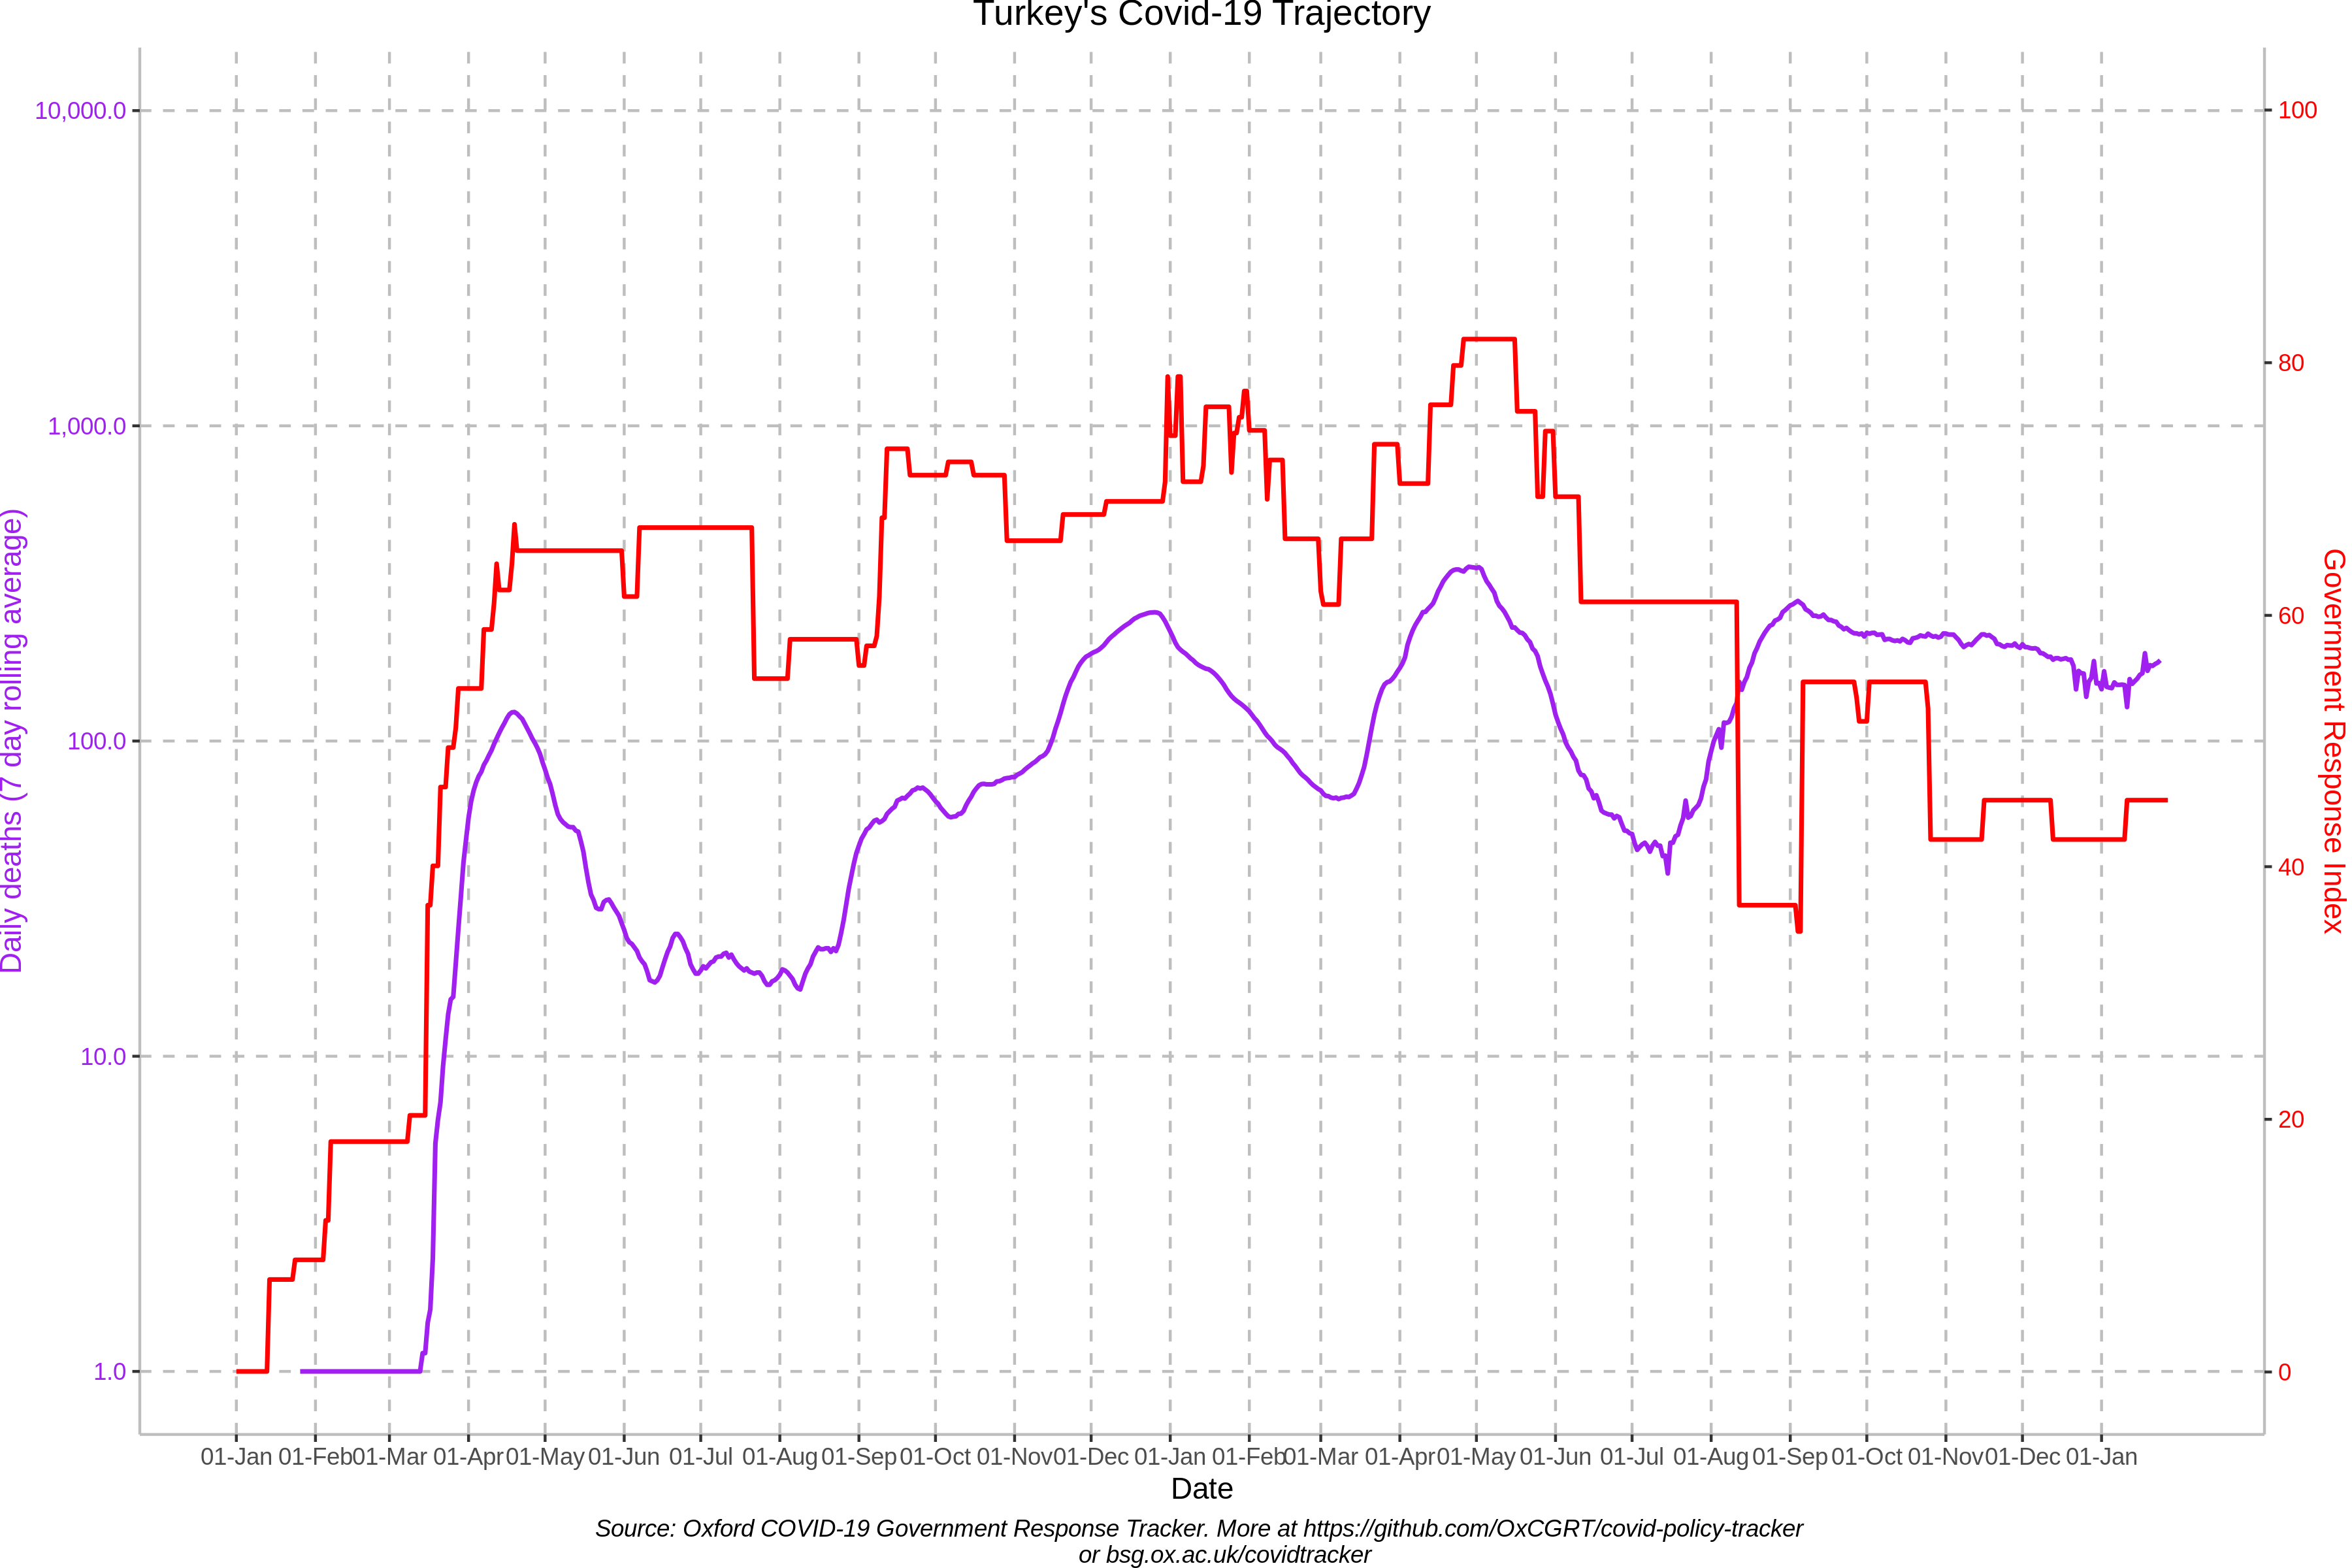 Turkey's Covid-19 Trajectory
10,000.0
1,000.0
100.0
10.0
1.0
Daily deaths (7 day rolling average)
100
80
60
40
20
0
Government Response Index
01-Jan 01-Feb 01-Mar 01-Apr 01-May 01-Jun 01-Jul 01-Aug 01-Sep 01-Oct 01-Nov 01-Dec 01-Jan 01-Feb 01-Mar 01-Apr 01-May 01-Jun 01-Jul 01-Aug 01-Sep 01-Oct 01-Nov 01-Dec 01-Jan
Date
Source: Oxford COVID-19 Government Response Tracker. More at https://github.com/OxCGRT/covid-policy-tracker
or bsg.ox.ac.uk/covidtracker